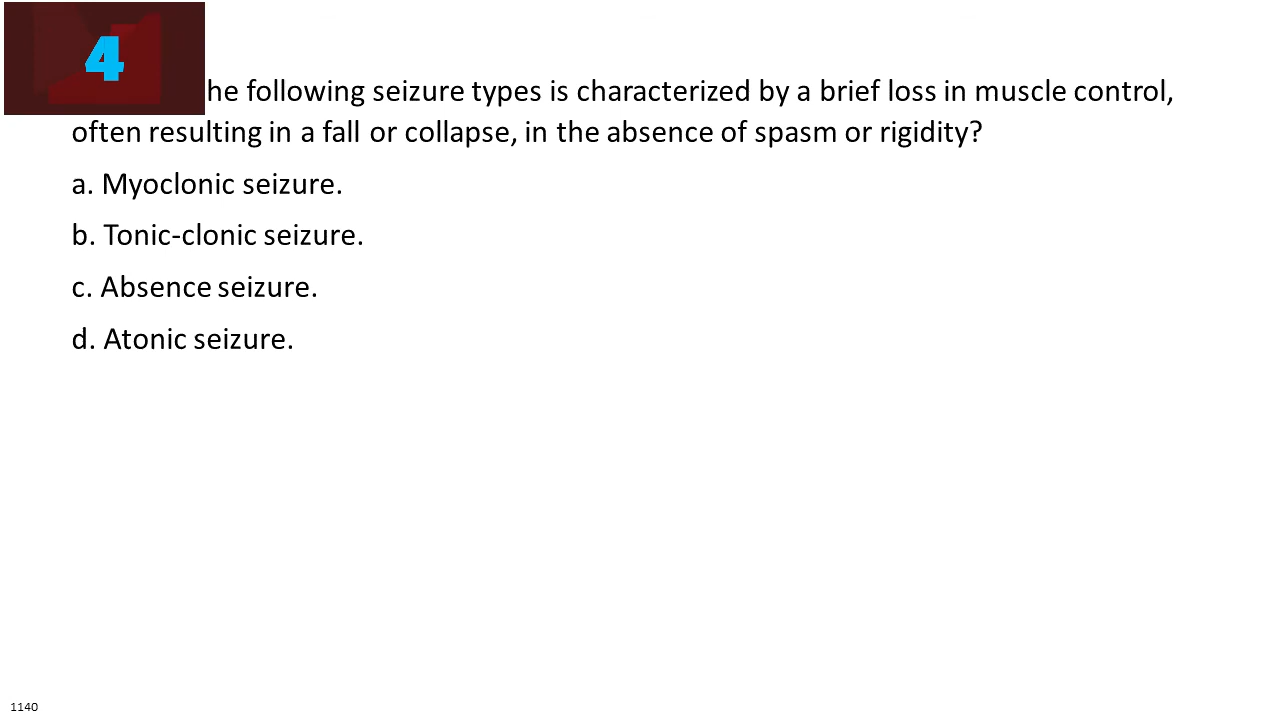 4
he following seizure types is characterized by a brief loss in muscle control,
often resulting in a fall or collapse, in the absence of spasm or rigidity?
a. Myoclonic seizure.
b. Tonic-clonic seizure.
c. Absence seizure.
d. Atonic seizure.
1140